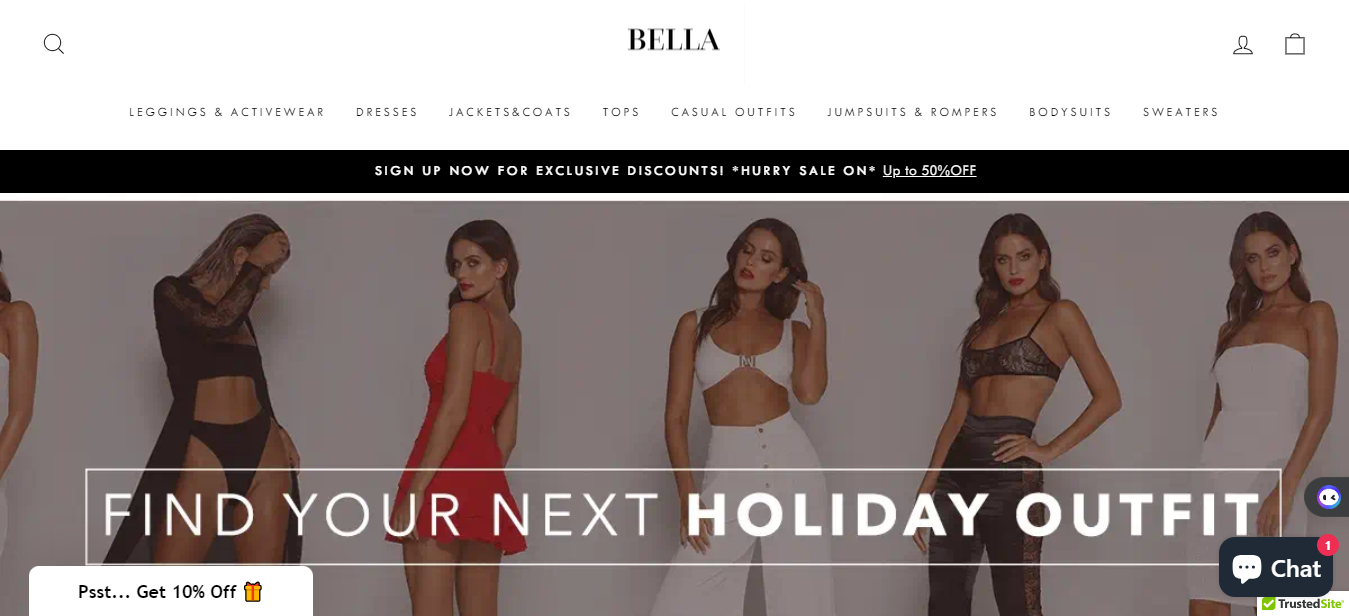 BELLA
LEGGINGS & ACTIVEWEAR DRESSES JACKETS&COATS TOPS CASUAL OUTFITS JUMPSUITS & ROMPERS BODYSUITS SWEATERS
SIGN UP NOW FOR EXCLUSIVE DISCOUNTS! *HURRY SALE ON* Up to 50%OFF
FIND YOUR NEXT HOLIDAY OUTFIT
1
Chat
Psst... Get 10% Off
TrustedSite